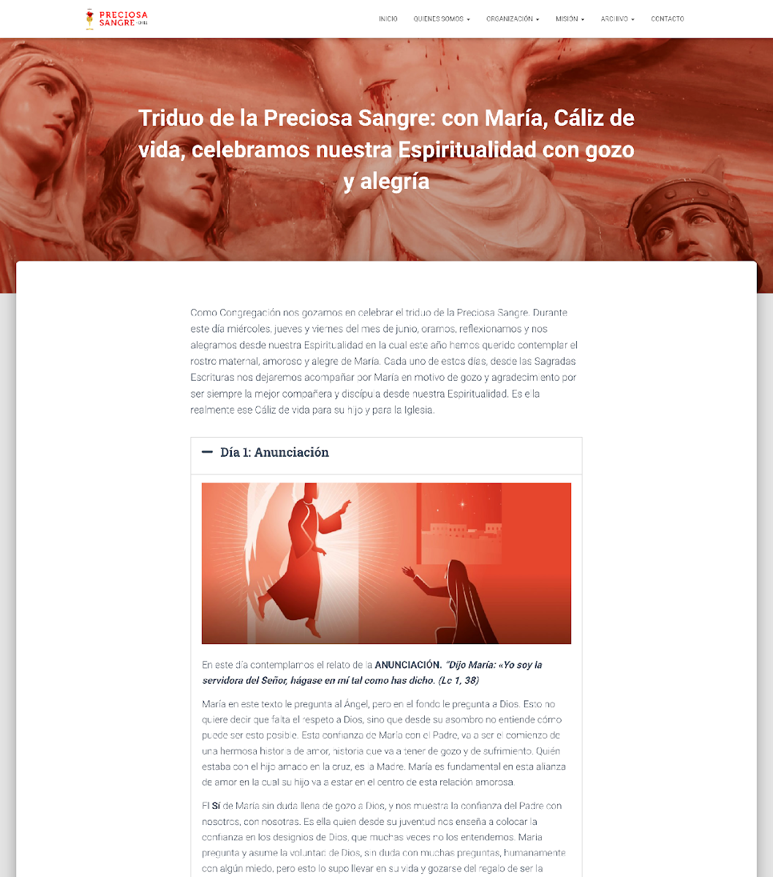 PRECIOSA
SANGRE
INICIO QUIENES SOMOS ORGANIZACIÓN MISIÓN ARCHIVO CONTACTO
Triduo de la Preciosa Sangre: con María, Cáliz de
vida, celebramos nuestra Espiritualidad con gozo
y alegría
Como Congregación nos gozamos en celebrar el triduo de la Preciosa Sangre. Durante
este día miércoles, jueves y viernes del mes de junio, oramos, reflexionamos y nos
alegramos desde nuestra Espiritualidad en la cual este año hemos querido contemplar el
rostro maternal, amoroso y alegre de María. Cada uno de estos días, desde las Sagradas
Escrituras nos dejaremos acompañar por María en motivo de gozo y agradecimiento por
ser siempre la mejor compañera y discípula desde nuestra Espiritualidad. Es ella
realmente ese Cáliz de vida para su hijo y para la Iglesia.
Día 1: Anunciación
En este día contemplamos el relato de la ANUNCIACIÓN. “Dijo María: «Yo soy la
servidora del Señor, hágase en mí tal como has dicho. (Lc 1, 38)
María en este texto le pregunta al Ángel, pero en el fondo le pregunta a Dios. Esto no
quiere decir que falta el respeto a Dios, sino que desde su asombro no entiende cómo
puede ser esto posible. Esta confianza de María con el Padre, va a ser el comienzo de
una hermosa historia de amor, historia que va a tener de gozo y de sufrimiento. Quién
estaba con el hijo amado en la cruz, es la Madre. María es fundamental en esta alianza
de amor en la cual su hijo va a estar en el centro de esta relación amorosa.
El Sí de María sin duda llena de gozo a Dios, y nos muestra la confianza del Padre con
nosotros, con nosotras. Es ella quien desde su juventud nos enseña a colocar la
confianza en los designios de Dios, que muchas veces no los entendemos. María
pregunta y asume la voluntad de Dios, sin duda con muchas preguntas, humanamente
con algún miedo, pero esto lo supo llevar en su vida y gozarse del regalo de ser la